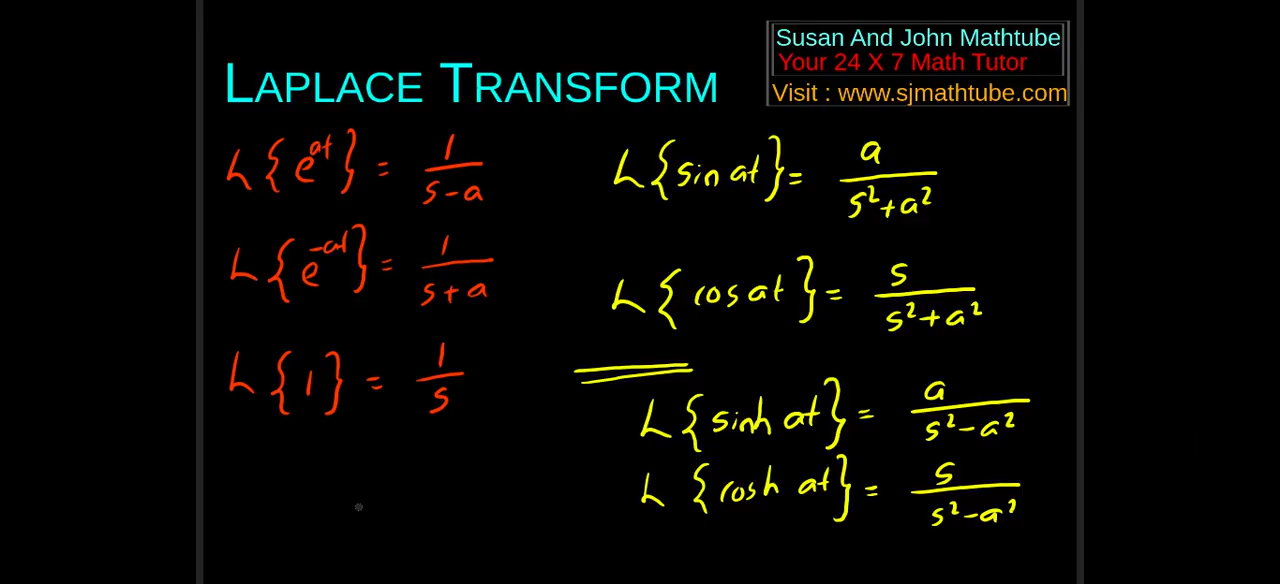 Susan And John Mathtube
Your 24 X 7 Math Tutor
Visit : www.sjmathtube.com
LAPLACE TRANSFORM
L{e^{at}} = 1/(s-a)
L{e^{-at}} = 1/(s+a)
L{1} = 1/s
L{sin at} = a/(s²+a²)
L{cos at} = s/(s²+a²)
L{sinh at} = a/(s²-a²)
L{cosh at} = s/(s²-a²)